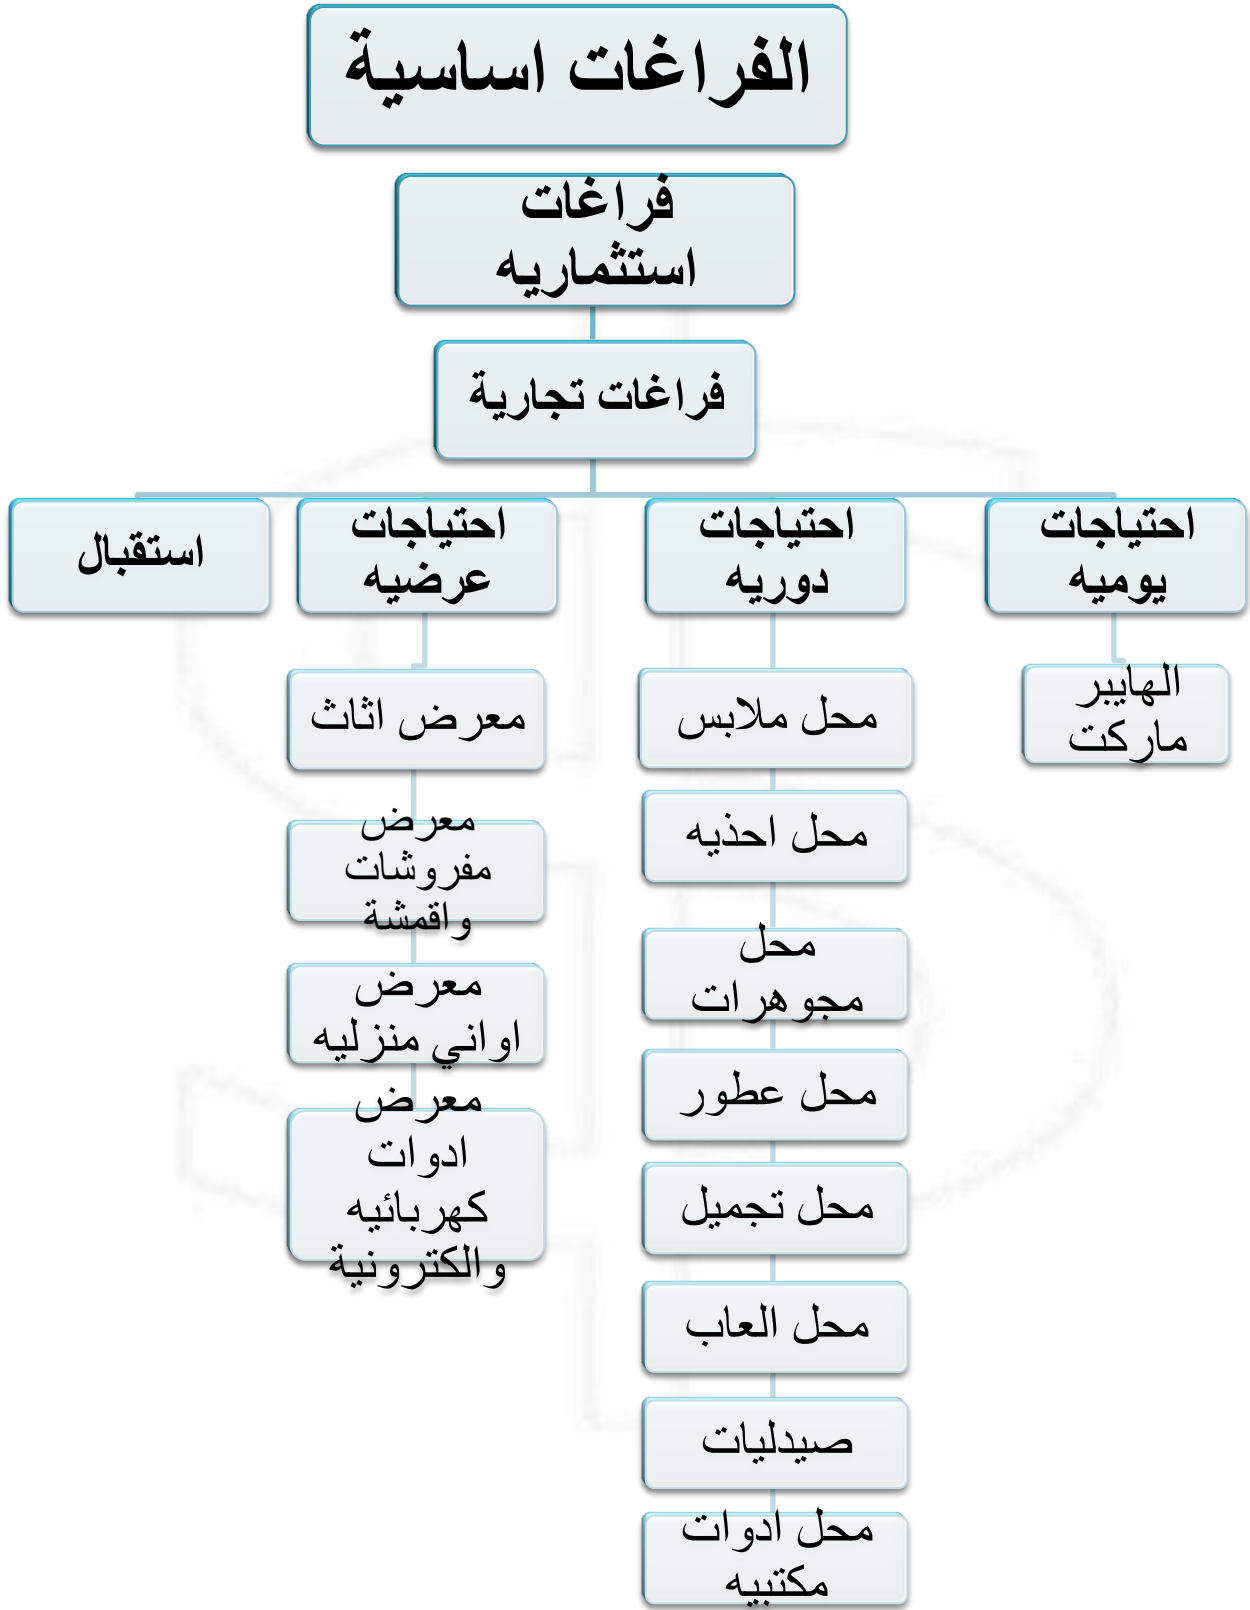 الفراغات اساسية
فراغات
استثماريه
فراغات تجارية
احتياجات
يوميه
احتياجات
دوريه
احتياجات
عرضيه
استقبال
الهايبر
ماركت
محل ملابس
محل احذيه
محل
مجوهرات
محل عطور
محل تجميل
محل العاب
صيدليات
محل ادوات
مكتبيه
معرض اثاث
معرض
مفروشات
واقمشة
معرض
اواني منزليه
معرض
ادوات
كهربائيه
والكترونية